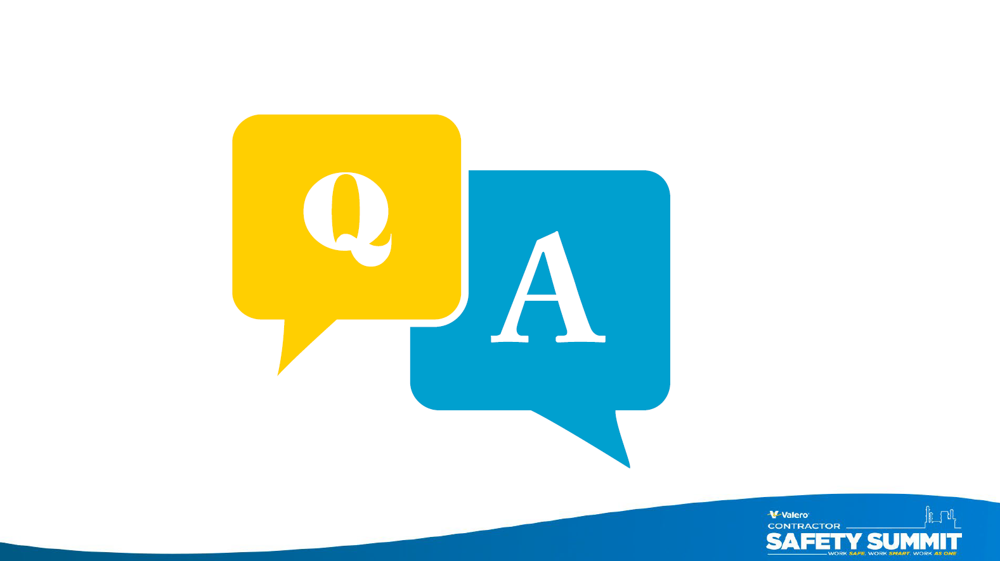 Q
A
Valero
CONTRACTOR
SAFETY SUMMIT
WORK SAFE. WORK SMART. WORK AS ONE